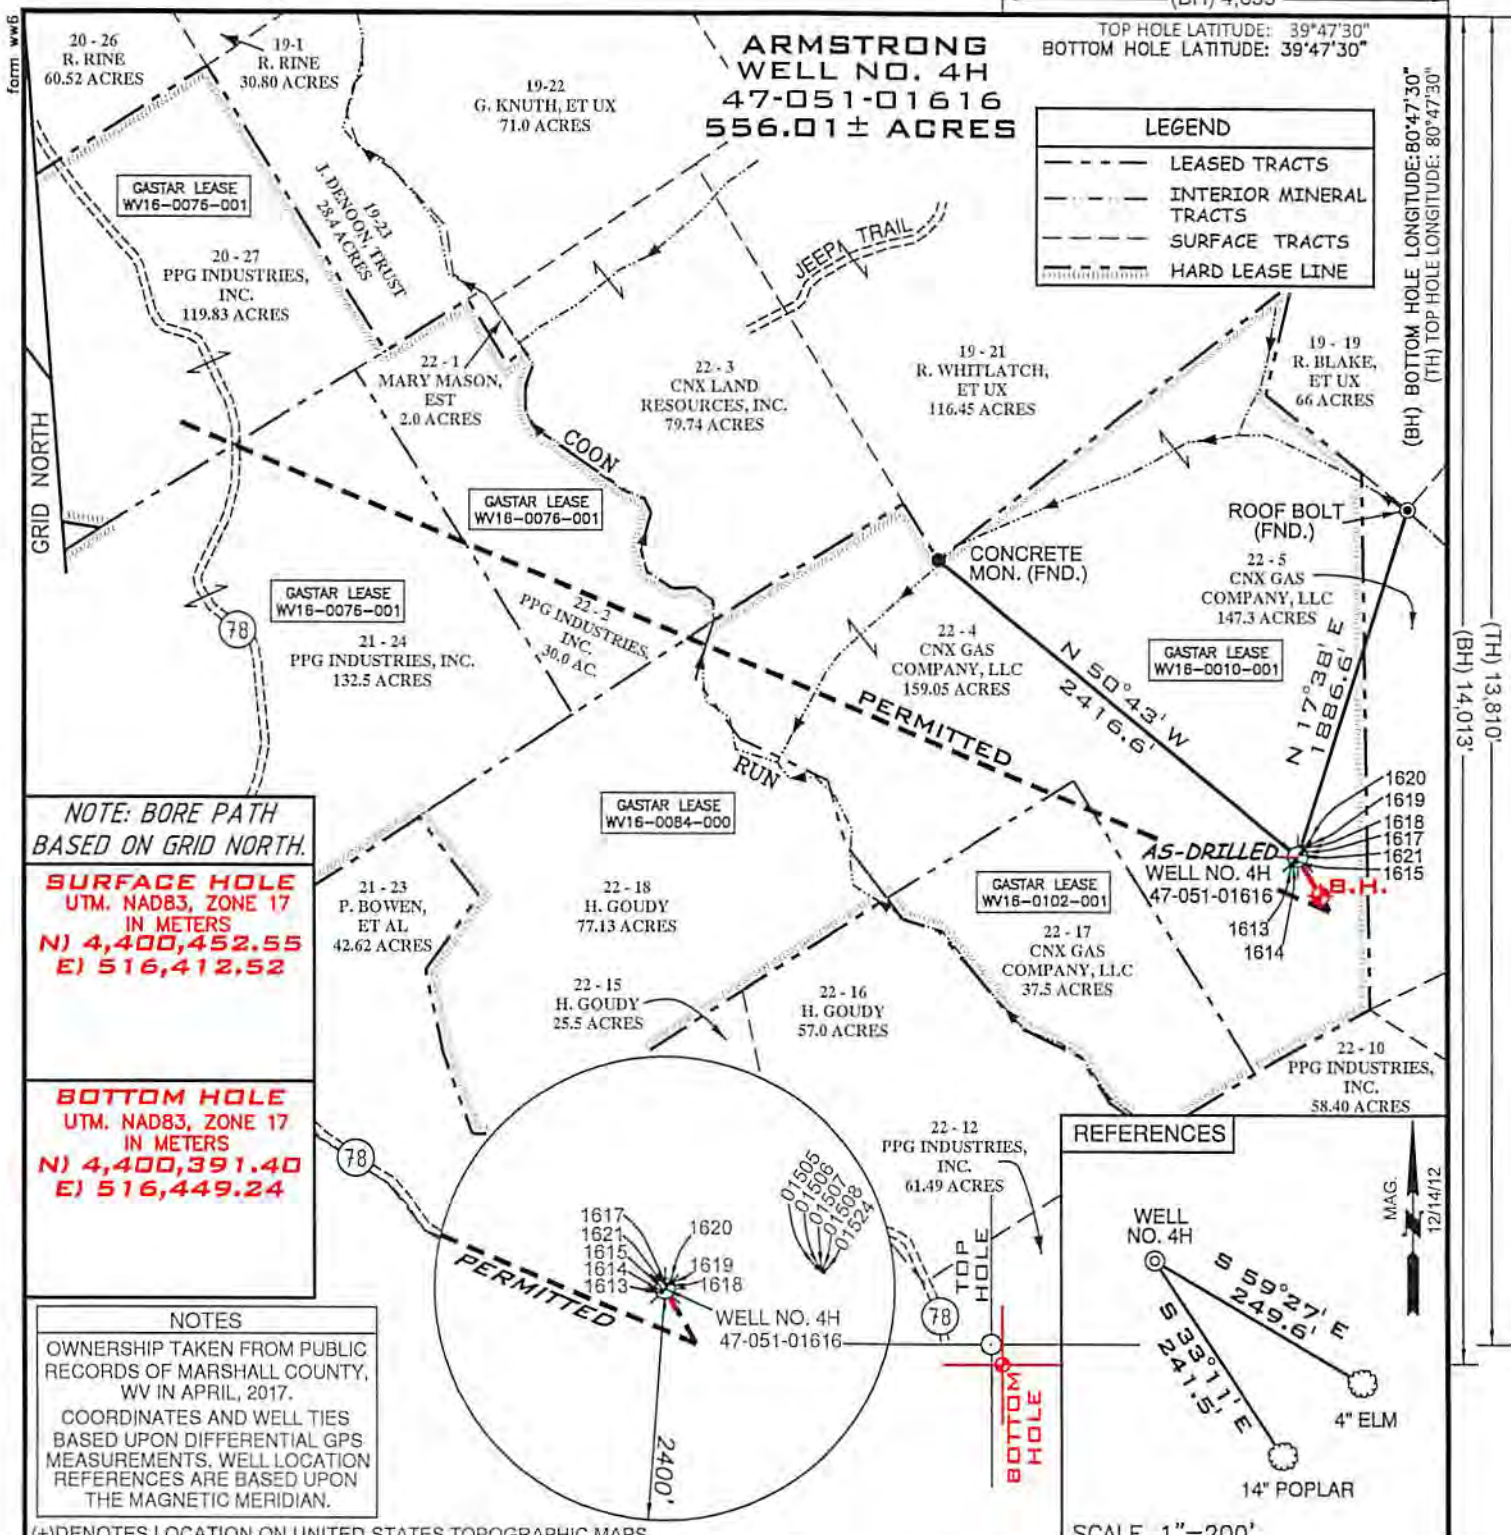 form ww6
(BH) 4,655'
TOP HOLE LATITUDE: 39°47'30"
BOTTOM HOLE LATITUDE: 39°47'30"
(BH) BOTTOM HOLE LONGITUDE:80°47'30"
(TH) TOP HOLE LONGITUDE: 80°47'30"
(TH) 13,810'
(BH) 14,013'
ARMSTRONG
WELL NO. 4H
47-051-01616
556.01± ACRES
LEGEND
LEASED TRACTS
INTERIOR MINERAL
TRACTS
SURFACE TRACTS
HARD LEASE LINE
20 - 26
R. RINE
60.52 ACRES
19-1
R. RINE
30.80 ACRES
19-22
G. KNUTH, ET UX
71.0 ACRES
GASTAR LEASE
WV16-0076-001
19-23
J. DENOON, TRUST
28.4 ACRES
20 - 27
PPG INDUSTRIES,
INC.
119.83 ACRES
JEEP TRAIL
22 - 1
MARY MASON,
EST
2.0 ACRES
22 - 3
CNX LAND
RESOURCES, INC.
79.74 ACRES
19 - 21
R. WHITLATCH,
ET UX
116.45 ACRES
19 - 19
R. BLAKE,
ET UX
66 ACRES
GRID NORTH
COON
GASTAR LEASE
WV16-0076-001
ROOF BOLT
(FND.)
CONCRETE
MON. (FND.)
22 - 5
CNX GAS
COMPANY, LLC
147.3 ACRES
GASTAR LEASE
WV16-0076-001
78
21 - 24
PPG INDUSTRIES, INC.
132.5 ACRES
22 - 2
PPG INDUSTRIES,
INC.
30.0 AC.
22 - 4
CNX GAS
COMPANY, LLC
159.05 ACRES
GASTAR LEASE
WV16-0010-001
N 50°43' W
2416.6'
N 17°38' E
1886.6'
PERMITTED
RUN
GASTAR LEASE
WV16-0084-000
1620
1619
1618
1617
1621
1615
AS-DRILLED
WELL NO. 4H
47-051-01616
B.H.
1613
1614
NOTE: BORE PATH
BASED ON GRID NORTH.
SURFACE HOLE
UTM. NAD83, ZONE 17
IN METERS
N) 4,400,452.55
E) 516,412.52
BOTTOM HOLE
UTM. NAD83, ZONE 17
IN METERS
N) 4,400,391.40
E) 516,449.24
21 - 23
P. BOWEN,
ET AL
42.62 ACRES
22 - 18
H. GOUDY
77.13 ACRES
GASTAR LEASE
WV16-0102-001
22 - 17
CNX GAS
COMPANY, LLC
37.5 ACRES
22 - 15
H. GOUDY
25.5 ACRES
22 - 16
H. GOUDY
57.0 ACRES
22 - 10
PPG INDUSTRIES,
INC.
58.40 ACRES
22 - 12
PPG INDUSTRIES,
INC.
61.49 ACRES
78
PERMITTED
1617
1621
1615
1614
1613
1620
1619
1618
01505
01506
01507
01508
01524
WELL NO. 4H
47-051-01616
2400'
78
TOP
HOLE
BOTTOM
HOLE
REFERENCES
MAG.
12/14/12
WELL
NO. 4H
S 59°27' E
249.6'
S 33°11' E
241.5'
4" ELM
14" POPLAR
SCALE 1"=200'
NOTES
OWNERSHIP TAKEN FROM PUBLIC
RECORDS OF MARSHALL COUNTY,
WV IN APRIL, 2017.
COORDINATES AND WELL TIES
BASED UPON DIFFERENTIAL GPS
MEASUREMENTS. WELL LOCATION
REFERENCES ARE BASED UPON
THE MAGNETIC MERIDIAN.
(+)DENOTES LOCATION ON UNITED STATES TOPOGRAPHIC MAPS